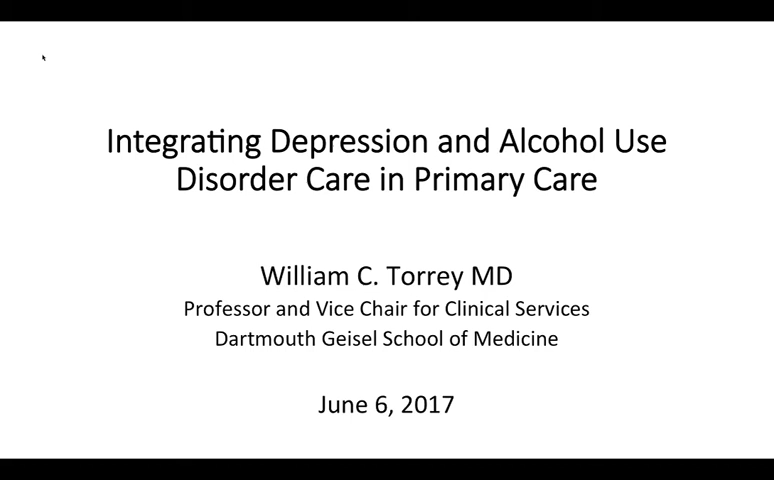 Integrating Depression and Alcohol Use
Disorder Care in Primary Care
William C. Torrey MD
Professor and Vice Chair for Clinical Services
Dartmouth Geisel School of Medicine
June 6, 2017